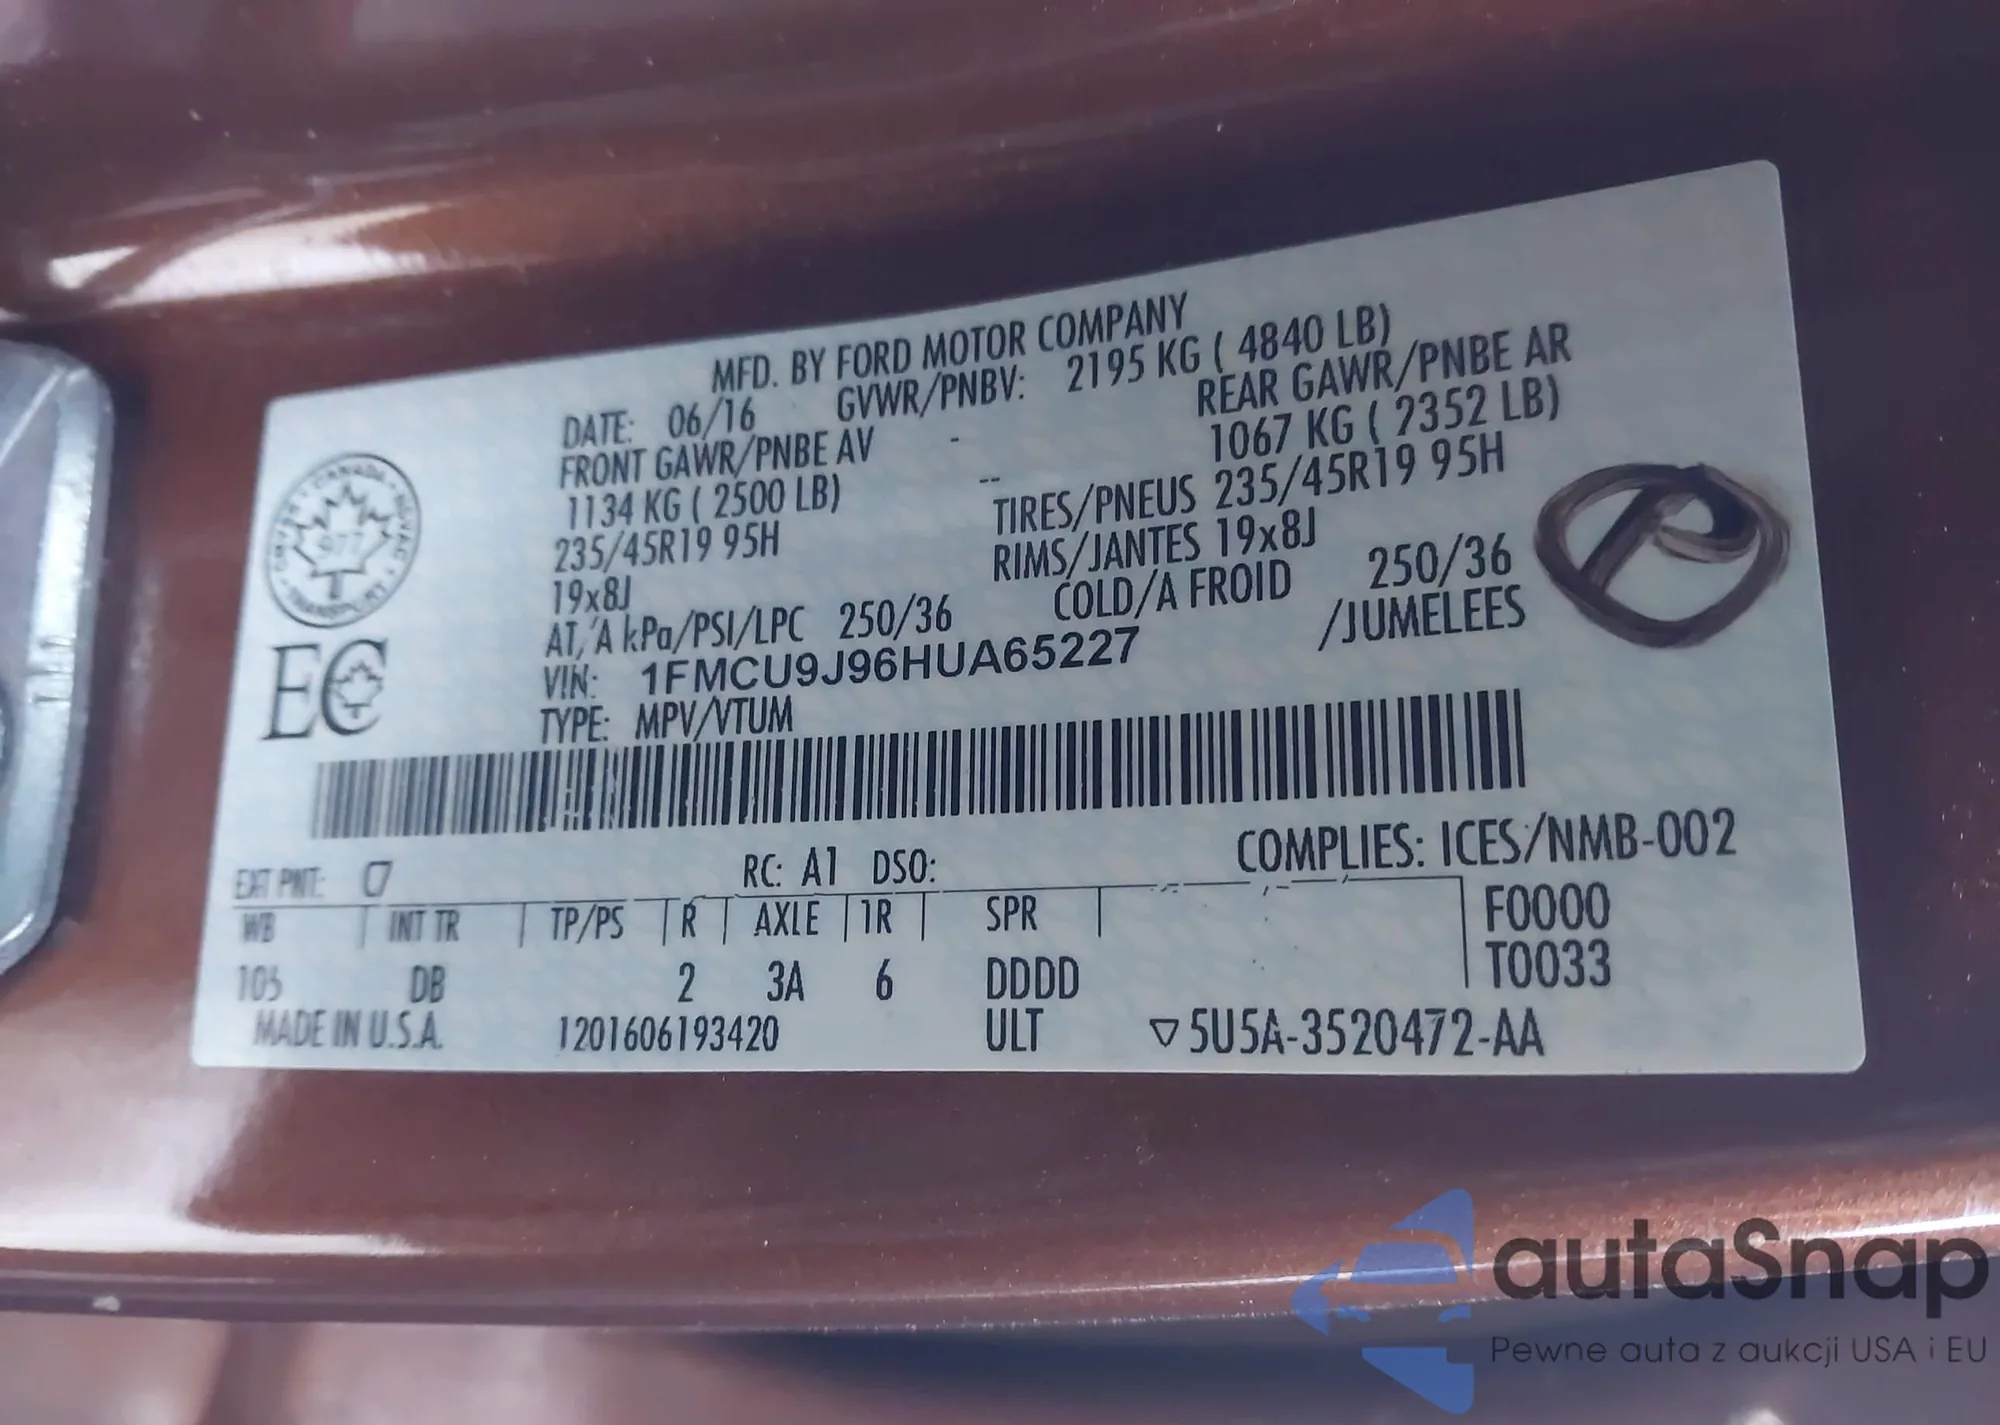 MFD. BY FORD MOTOR COMPANY
DATE: 06/16 GVWR/PNBV: 2195 KG ( 4840 LB)
FRONT GAWR/PNBE AV REAR GAWR/PNBE AR
1134 KG ( 2500 LB) 1067 KG ( 2352 LB)
235/45R19 95H TIRES/PNEUS 235/45R19 95H
19x8J RIMS/JANTES 19x8J
AT/A kPa/PSI/LPC 250/36 COLD/A FROID 250/36
VIN: 1FMCU9J96HUA65227 /JUMELEES
TYPE: MPV/VTUM
CANADA
TRANSPORT
977
EC
EXT PNT: RC: A1 DSO: COMPLIES: ICES/NMB-002
WB INT TR TP/PS R AXLE TR SPR F0000
105 DB 2 3A 6 DDDD T0033
MADE IN U.S.A. 1201606193420 ULT ▽5U5A-3520472-AA
autaSnap
Pewne auta z aukcji USA i EU